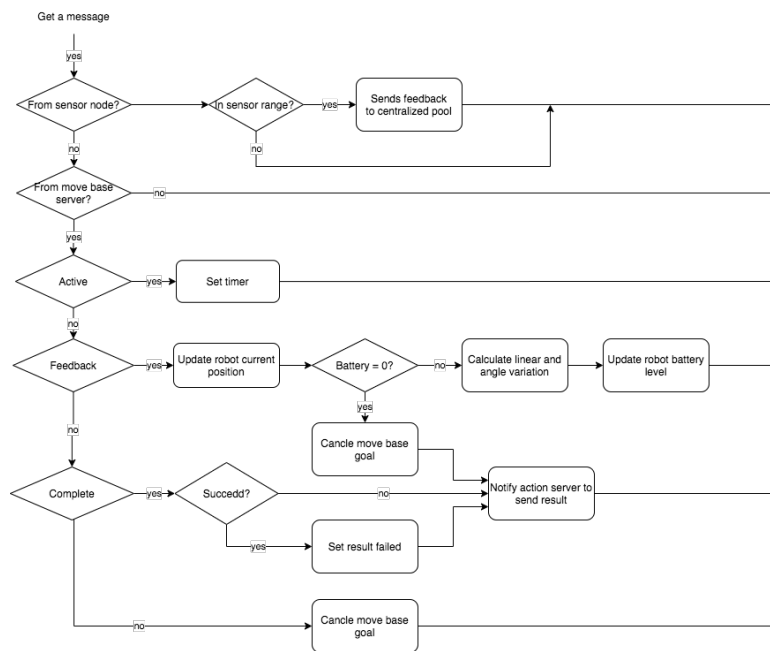 Get a message
yes
From sensor node?
In sensor range?
yes
Sends feedback
to centralized pool
no
no
From move base
server?
no
yes
Active
yes
Set timer
no
Feedback
yes
Update robot current
position
Battery = 0?
no
Calculate linear and
angle variation
Update robot battery
level
yes
no
Cancle move base
goal
Complete
yes
Succedd?
no
Notify action server to
send result
yes
Set result failed
no
Cancle move base
goal